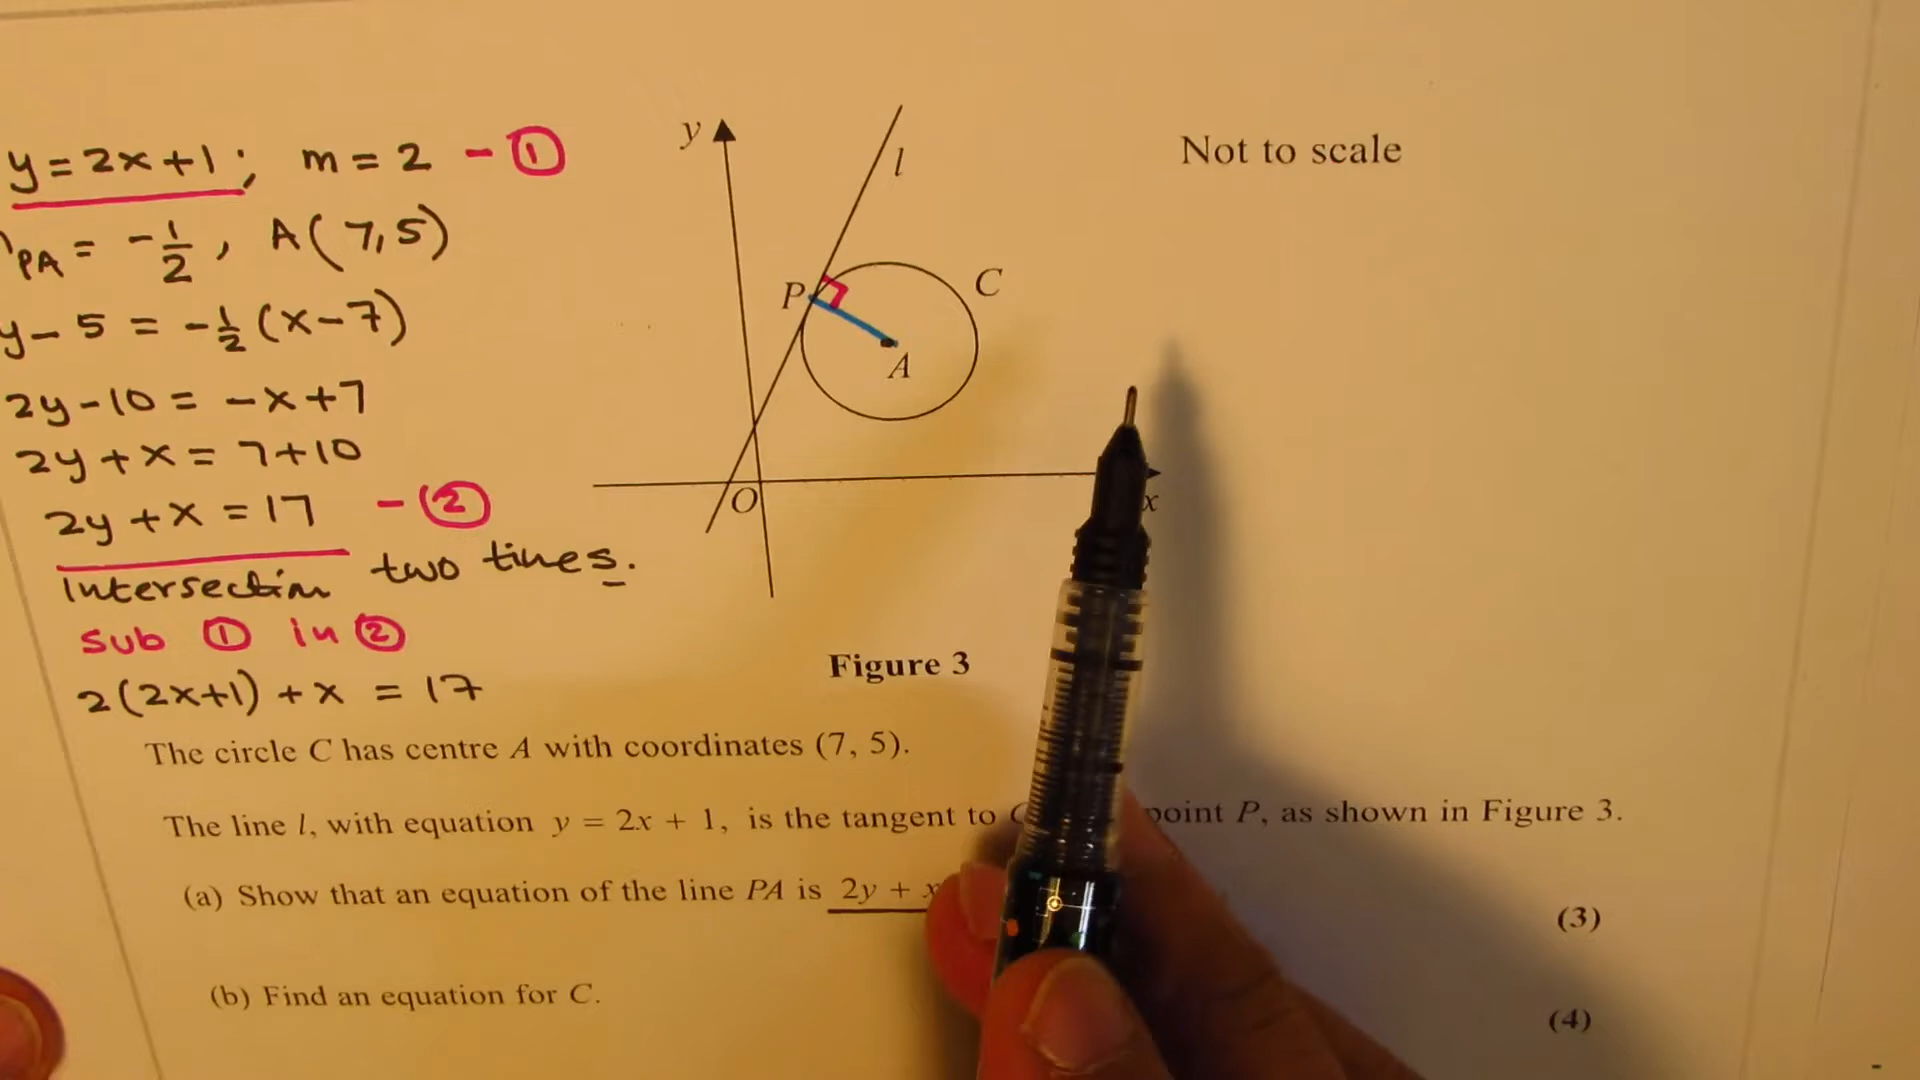 y = 2x + 1 ; m = 2 - ①
PA = -1/2 , A(7,5)
y - 5 = -1/2 (x - 7)
2y - 10 = -x + 7
2y + x = 7 + 10
2y + x = 17 - ②
Intersection two lines.
Sub ① in ②
2(2x+1) + x = 17
y
l
Not to scale
P
C
A
O
x
Figure 3
The circle C has centre A with coordinates (7, 5).
The line l, with equation y = 2x + 1, is the tangent to C point P, as shown in Figure 3.
(a) Show that an equation of the line PA is 2y + x
(3)
(b) Find an equation for C.
(4)